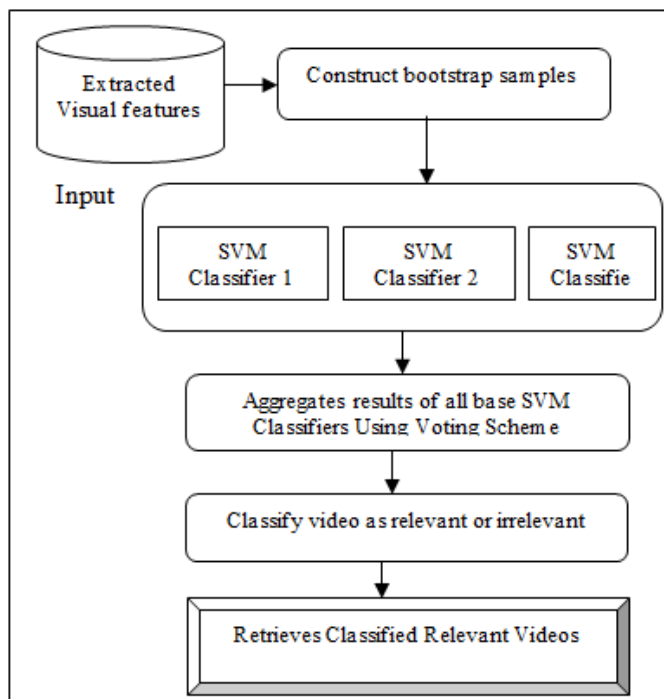 Extracted
Visual features
Construct bootstrap samples
Input
SVM
Classifier 1
SVM
Classifier 2
SVM
Classifie
Aggregates results of all base SVM
Classifiers Using Voting Scheme
Classify video as relevant or irrelevant
Retrieves Classified Relevant Videos